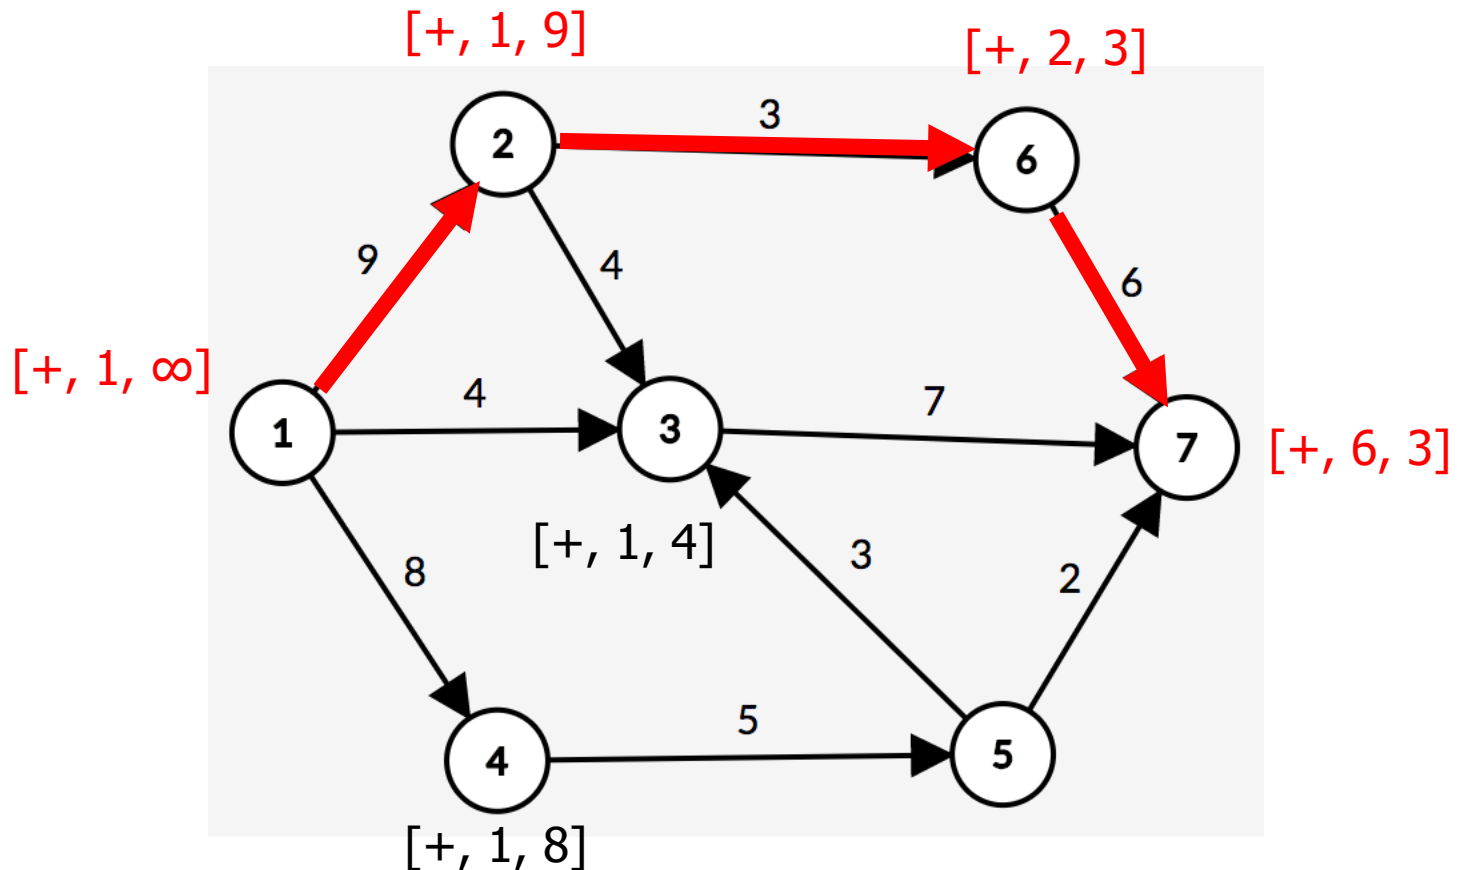 [+, 1, 9]
[+, 2, 3]
3
2
6
9
4
6
[+, 1, ∞]
4
7
1
3
7
[+, 6, 3]
[+, 1, 4]
8
3
2
5
4
5
[+, 1, 8]